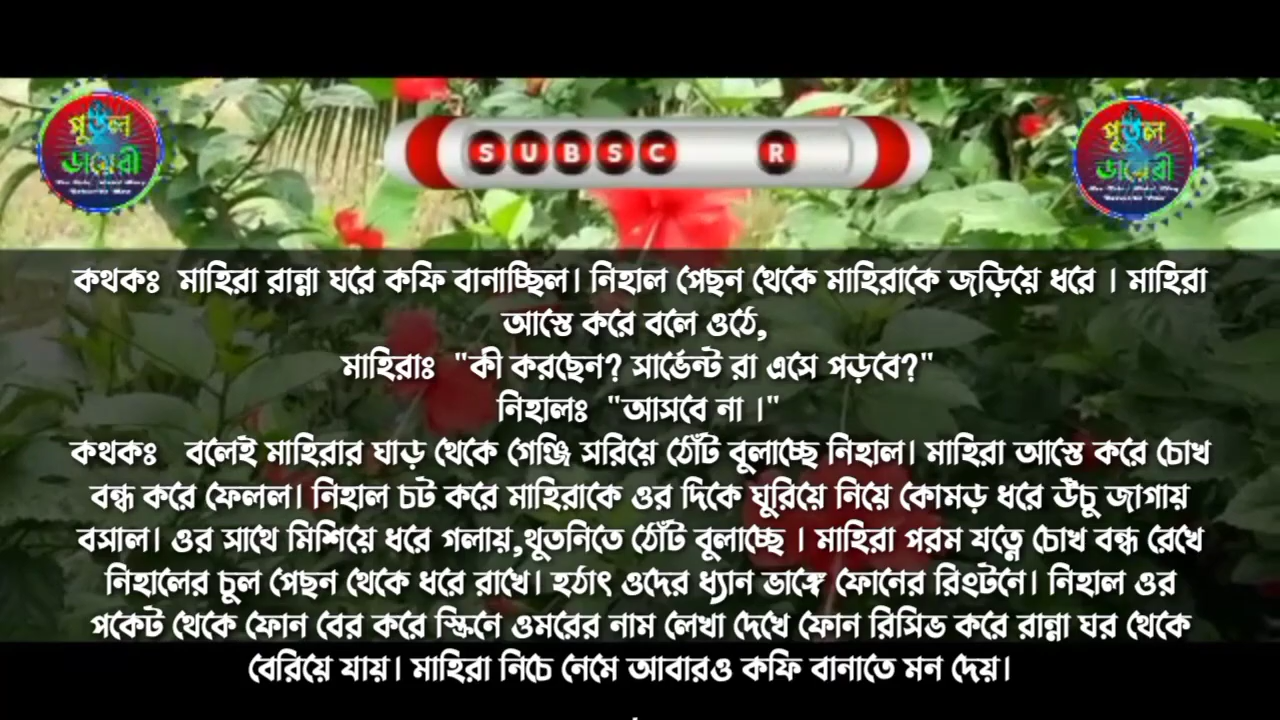 পুতুল
ডায়েরী
SUBSC R
পুতুল
ডায়েরী
কথকঃ মাহিরা রান্না ঘরে কফি বানাচ্ছিল। নিহাল পেছন থেকে মাহিরাকে জড়িয়ে ধরে । মাহিরা
আস্তে করে বলে ওঠে,
মাহিরাঃ "কী করছেন? সার্ভেন্ট রা এসে পড়বে?"
নিহালঃ "আসবে না ।"
কথকঃ বলেই মাহিরার ঘাড় থেকে গেঞ্জি সরিয়ে ঠোঁট বুলাচ্ছে নিহাল। মাহিরা আস্তে করে চোখ
বন্ধ করে ফেলল। নিহাল চট করে মাহিরাকে ওর দিকে ঘুরিয়ে নিয়ে কোমড় ধরে উঁচু জাগায়
বসাল। ওর সাথে মিশিয়ে ধরে গলায়,থুতনিতে ঠোঁট বুলাচ্ছে । মাহিরা পরম যত্নে চোখ বন্ধ রেখে
নিহালের চুল পেছন থেকে ধরে রাখে। হঠাৎ ওদের ধ্যান ভাঙ্গে ফোনের রিংটনে। নিহাল ওর
পকেট থেকে ফোন বের করে স্ক্রিনে ওমরের নাম লেখা দেখে ফোন রিসিভ করে রান্না ঘর থেকে
বেরিয়ে যায়। মাহিরা নিচে নেমে আবারও কফি বানাতে মন দেয়।